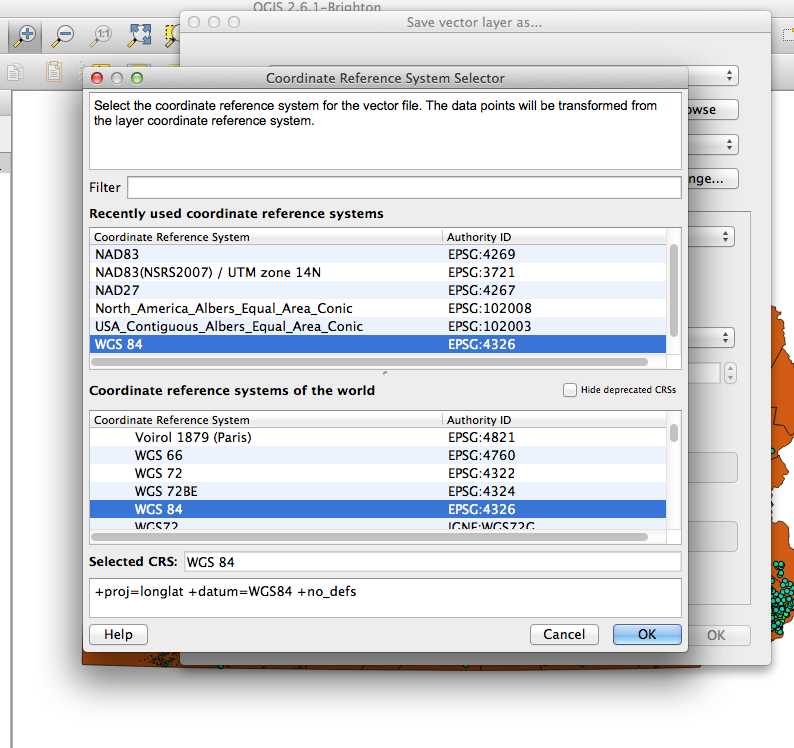 QGIS 2.6.1-Brighton
Save vector layer as...
Coordinate Reference System Selector
Select the coordinate reference system for the vector file. The data points will be transformed from
the layer coordinate reference system.
Filter
Recently used coordinate reference systems
Coordinate Reference System Authority ID
NAD83 EPSG:4269
NAD83(NSRS2007) / UTM zone 14N EPSG:3721
NAD27 EPSG:4267
North_America_Albers_Equal_Area_Conic EPSG:102008
USA_Contiguous_Albers_Equal_Area_Conic EPSG:102003
WGS 84 EPSG:4326
Coordinate reference systems of the world
Hide deprecated CRSs
Coordinate Reference System Authority ID
Voirol 1879 (Paris) EPSG:4821
WGS 66 EPSG:4760
WGS 72 EPSG:4322
WGS 72BE EPSG:4324
WGS 84 EPSG:4326
WGS72 IGNF:WGS72G
Selected CRS: WGS 84
+proj=longlat +datum=WGS84 +no_defs
Help
Cancel
OK
OK
owse
nge...
1:1